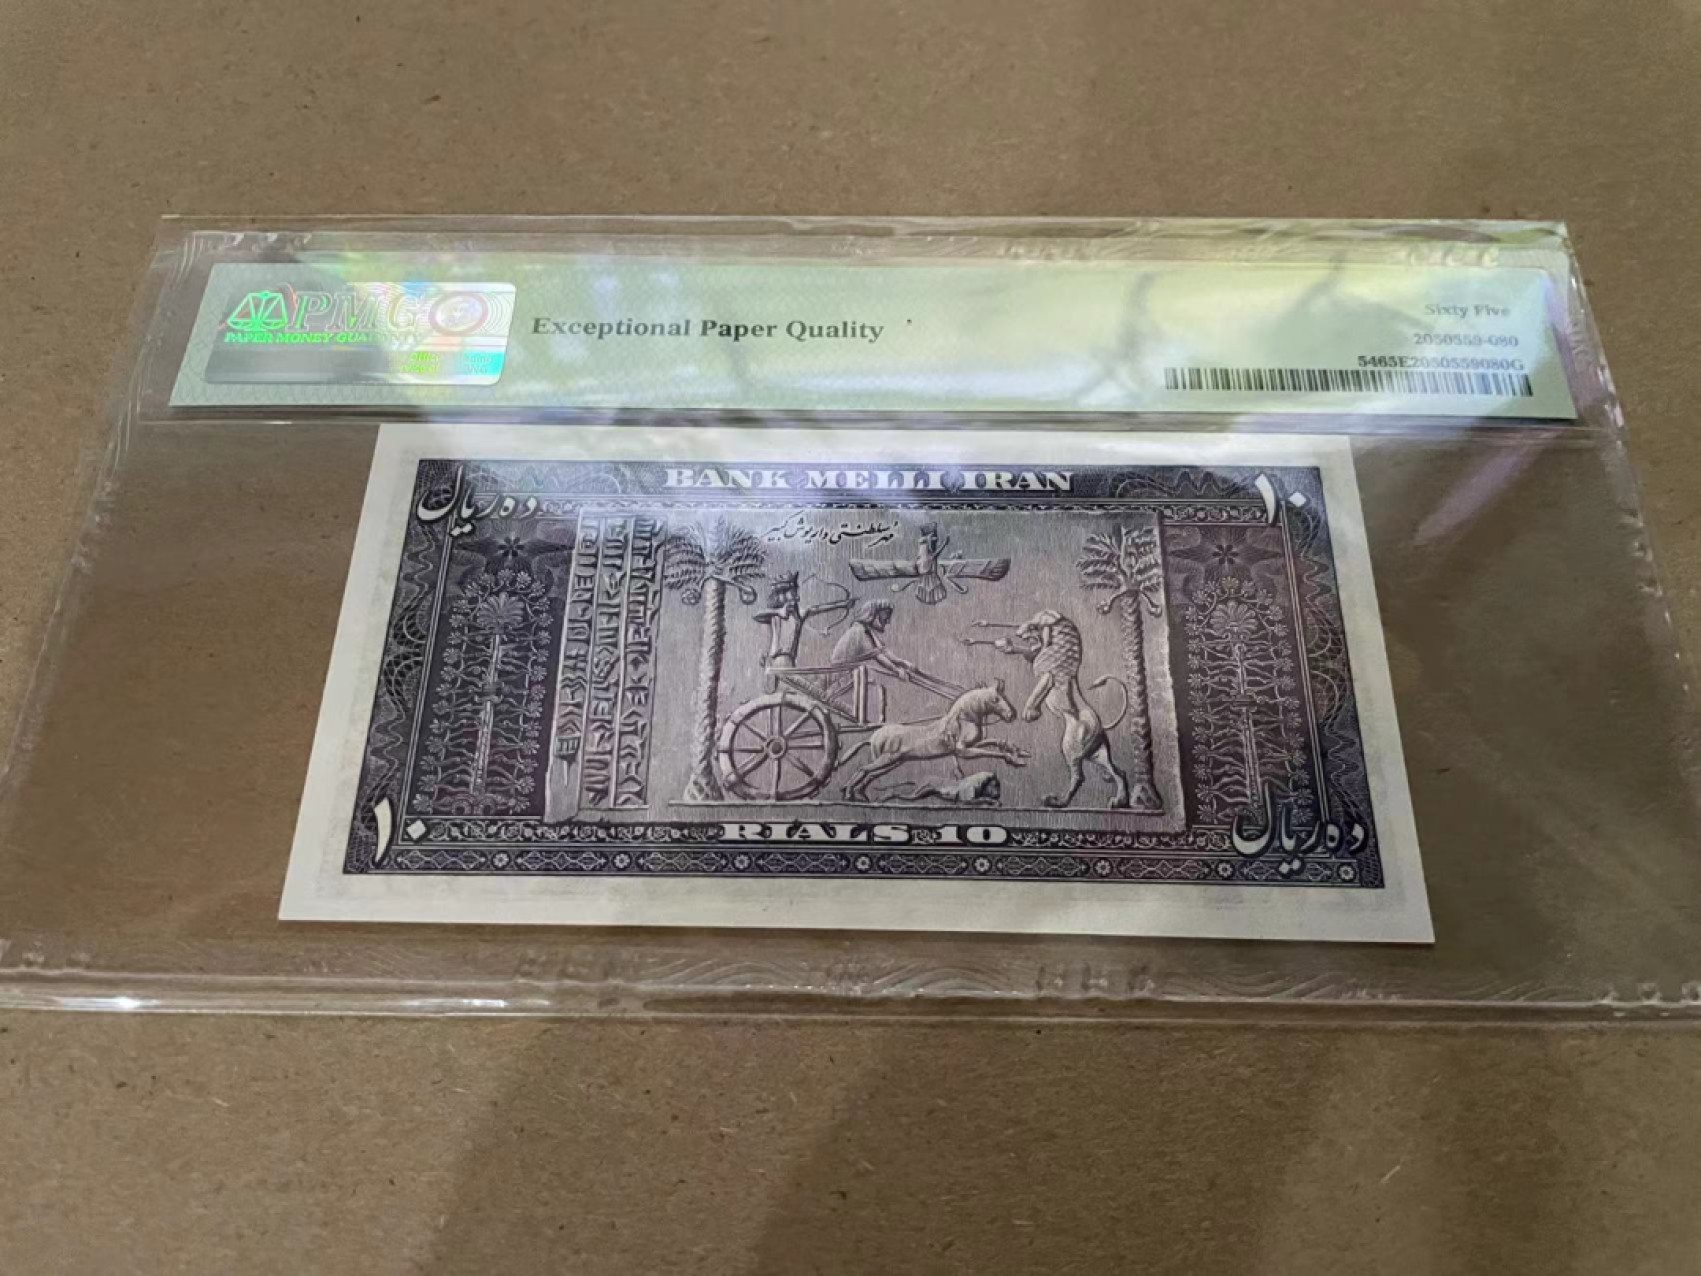 PMG
PAPER MONEY GUARANTY
Exceptional Paper Quality
Sixty Five
2050559-080
5465E2050559080G
BANK MELLI IRAN
ده ریال
۱۰
مهر سلطنتی داریوش کبیر
۱۰
RIALS 10
ده ریال